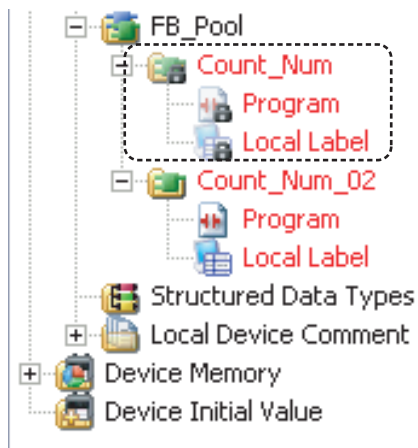 FB_Pool
Count_Num
Program
Local Label
Count_Num_02
Program
Local Label
Structured Data Types
Local Device Comment
Device Memory
Device Initial Value